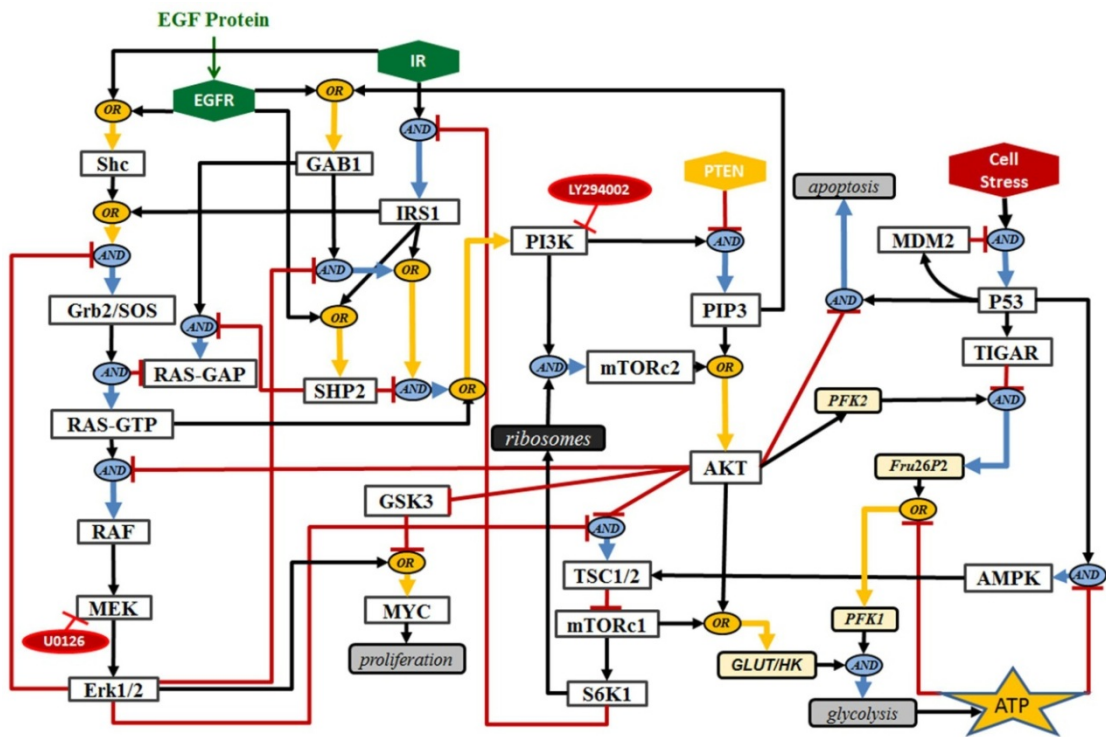 EGF Protein
IR
EGFR
OR
OR
AND
Shc
GAB1
PTEN
Cell
Stress
LY294002
apoptosis
OR
IRS1
PI3K
AND
MDM2
AND
AND
AND
OR
Grb2/SOS
AND
OR
PIP3
AND
P53
AND
RAS-GAP
SHP2
AND
OR
AND
mTORc2
OR
TIGAR
PFK2
AND
RAS-GTP
ribosomes
AND
GSK3
AKT
Fru26P2
RAF
OR
AND
OR
MEK
MYC
TSC1/2
AMPK
AND
U0126
proliferation
mTORc1
OR
PFK1
GLUT/HK
AND
Erk1/2
S6K1
glycolysis
ATP